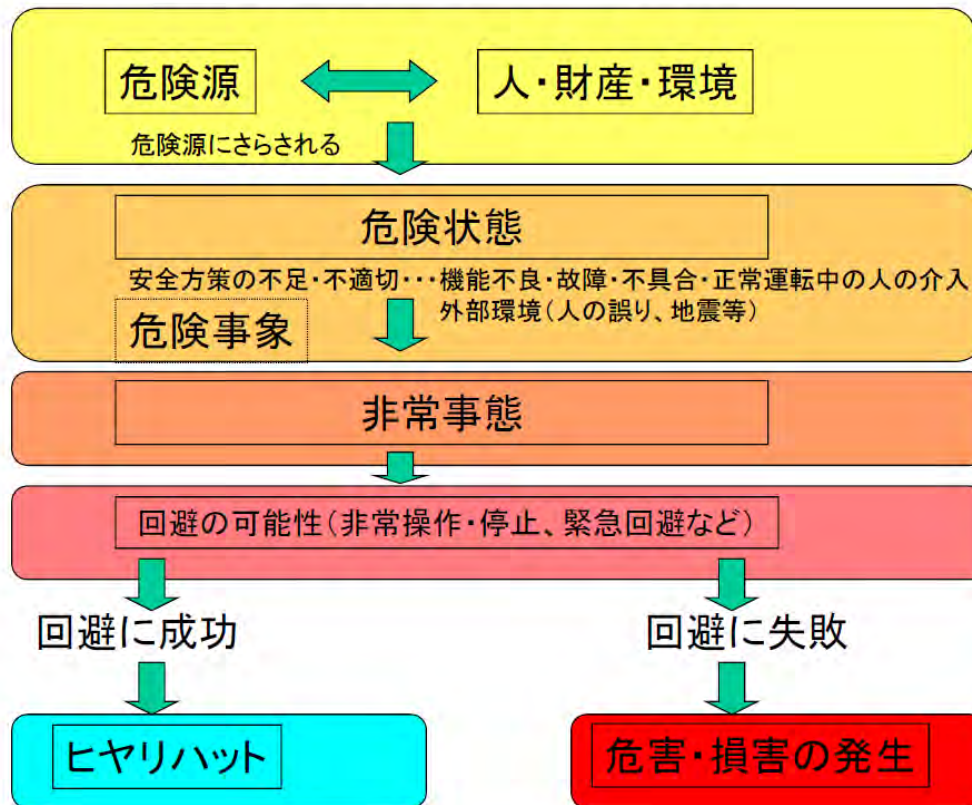 危険源
人・財産・環境
危険源にさらされる
危険状態
安全方策の不足・不適切・・・機能不良・故障・不具合・正常運転中の人の介入
外部環境(人の誤り、地震等)
危険事象
非常事態
回避の可能性(非常操作・停止、緊急回避など)
回避に成功
回避に失敗
ヒヤリハット
危害・損害の発生